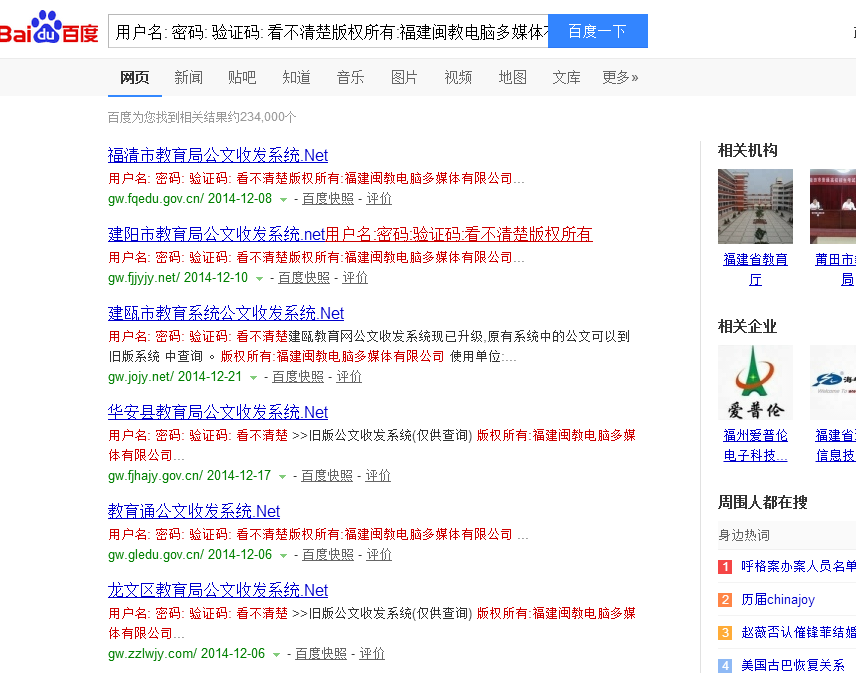 Bai du 百度
用户名: 密码: 验证码: 看不清楚版权所有:福建闽教电脑多媒体
百度一下
网页 新闻 贴吧 知道 音乐 图片 视频 地图 文库 更多»
百度为您找到相关结果约234,000个
福清市教育局公文收发系统.Net
用户名: 密码: 验证码: 看不清楚版权所有:福建闽教电脑多媒体有限公司...
gw.fqedu.gov.cn/ 2014-12-08 - 百度快照 - 评价
建阳市教育局公文收发系统.net用户名:密码:验证码:看不清楚版权所有
用户名: 密码: 验证码: 看不清楚版权所有:福建闽教电脑多媒体有限公司...
gw.fjjyjy.net/ 2014-12-10 - 百度快照 - 评价
建瓯市教育系统公文收发系统.Net
用户名: 密码: 验证码: 看不清楚建瓯教育网公文收发系统现已升级,原有系统中的公文可以到
旧版系统 中查询 。版权所有:福建闽教电脑多媒体有限公司 使用单位:...
gw.jojy.net/ 2014-12-21 - 百度快照 - 评价
华安县教育局公文收发系统.Net
用户名: 密码: 验证码: 看不清楚 >>旧版公文收发系统(仅供查询) 版权所有:福建闽教电脑多媒
体有限公司...
gw.fjhajy.gov.cn/ 2014-12-17 - 百度快照 - 评价
教育通公文收发系统.Net
用户名: 密码: 验证码: 看不清楚版权所有:福建闽教电脑多媒体有限公司 ...
gw.gledu.gov.cn/ 2014-12-06 - 百度快照 - 评价
龙文区教育局公文收发系统.Net
用户名: 密码: 验证码: 看不清楚 >>旧版公文收发系统(仅供查询) 版权所有:福建闽教电脑多媒
体有限公司...
gw.zzlwjy.com/ 2014-12-06 - 百度快照 - 评价
相关机构
福建省教育 莆田市
厅 局
相关企业
爱普伦
福州爱普伦 福建省
电子科技... 信息技
周围人都在搜
身边热词
1 呼格案办案人员名单
2 历届chinajoy
3 赵薇否认催锋菲结婚
4 美国古巴恢复关系